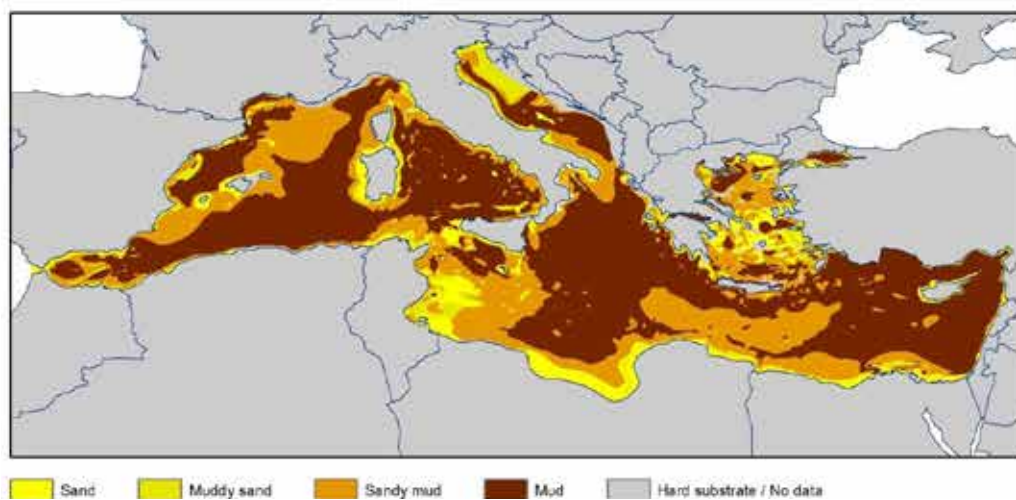 Sand
Muddy sand
Sandy mud
Mud
Hard substrate / No data